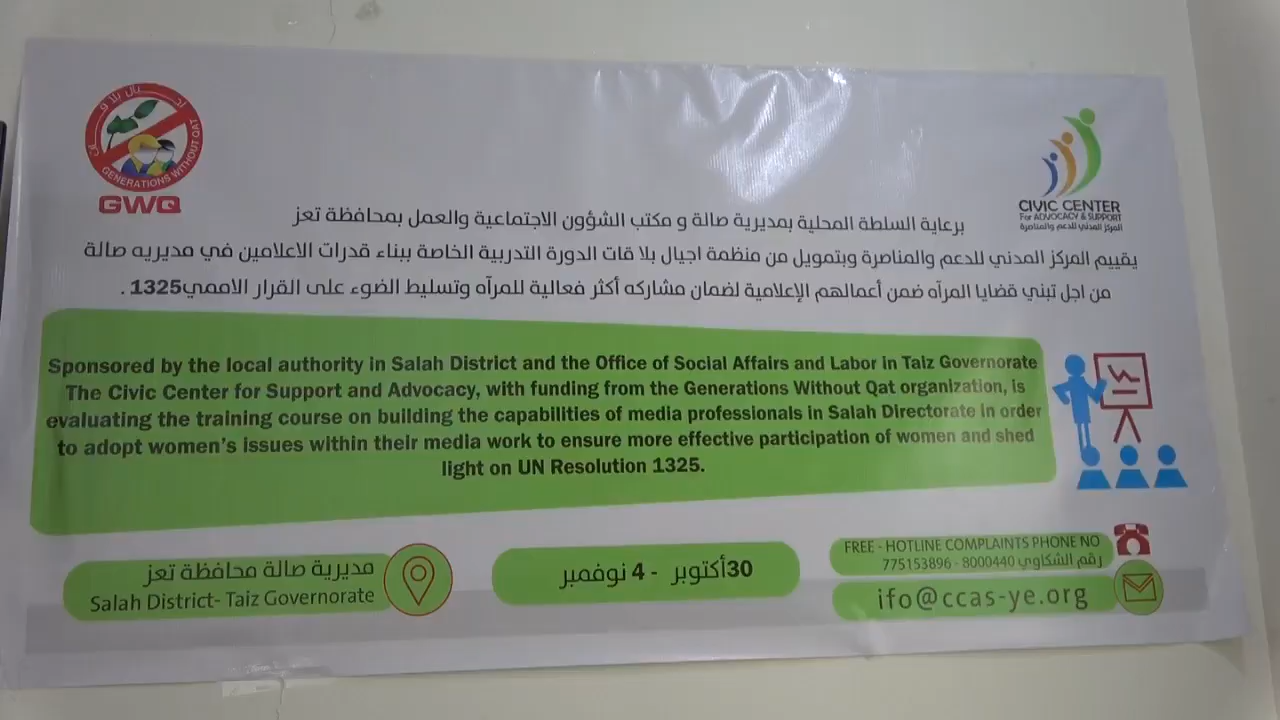 اجيال بلا قات
GENERATIONS WITHOUT QAT
GWQ
CIVIC CENTER
For ADVOCACY & SUPPORT
المركز المدني للدعم والمناصرة
برعاية السلطة المحلية بمديرية صالة و مكتب الشؤون الاجتماعية والعمل بمحافظة تعز
يقييم المركز المدني للدعم والمناصرة وبتمويل من منظمة اجيال بلا قات الدورة التدريبية الخاصة ببناء قدرات الاعلامين في مديريه صالة
من اجل تبني قضايا المرآه ضمن أعمالهم الإعلامية لضمان مشاركه أكثر فعالية للمرآه وتسليط الضوء على القرار الاممي1325 .
Sponsored by the local authority in Salah District and the Office of Social Affairs and Labor in Taiz Governorate
The Civic Center for Support and Advocacy, with funding from the Generations Without Qat organization, is
evaluating the training course on building the capabilities of media professionals in Salah Directorate in order
to adopt women's issues within their media work to ensure more effective participation of women and shed
light on UN Resolution 1325.
مديرية صالة محافظة تعز
Salah District- Taiz Governorate
30أكتوبر - 4 نوفمبر
FREE - HOTLINE COMPLAINTS PHONE NO
رقم الشكاوي 8000440 - 775153896
ifo@ccas-ye.org